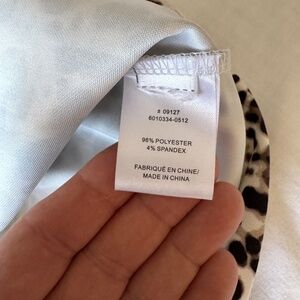 # 09127
6010334-0512
96% POLYESTER
4% SPANDEX
FABRIQUÉ EN CHINE/
MADE IN CHINA